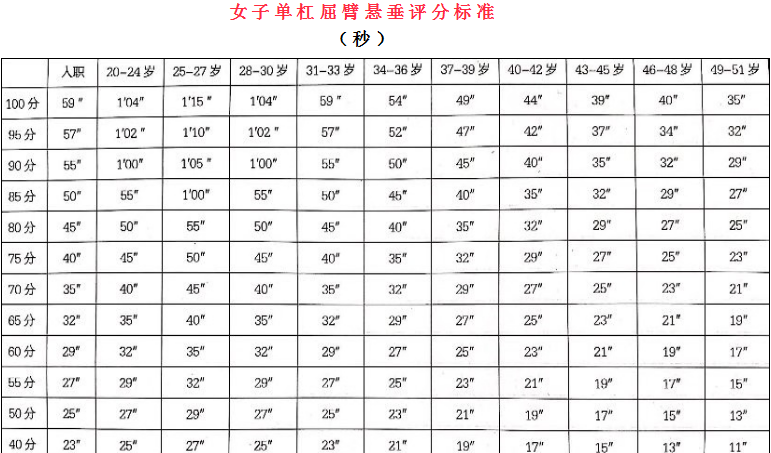 女子单杠屈臂悬垂评分标准
（秒）
入职 20-24岁 25-27岁 28-30岁 31-33岁 34-36岁 37-39岁 40-42岁 43-45岁 46-48岁 49-51岁
100分 59″ 1′04″ 1′15″ 1′04″ 59″ 54″ 49″ 44″ 39″ 40″ 35″
95分 57″ 1′02″ 1′10″ 1′02″ 57″ 52″ 47″ 42″ 37″ 34″ 32″
90分 55″ 1′00″ 1′05″ 1′00″ 55″ 50″ 45″ 40″ 35″ 32″ 29″
85分 50″ 55″ 1′00″ 55″ 50″ 45″ 40″ 35″ 32″ 29″ 27″
80分 45″ 50″ 55″ 50″ 45″ 40″ 35″ 32″ 29″ 27″ 25″
75分 40″ 45″ 50″ 45″ 40″ 35″ 32″ 29″ 27″ 25″ 23″
70分 35″ 40″ 45″ 40″ 35″ 32″ 29″ 27″ 25″ 23″ 21″
65分 32″ 35″ 40″ 35″ 32″ 29″ 27″ 25″ 23″ 21″ 19″
60分 29″ 32″ 35″ 32″ 29″ 27″ 25″ 23″ 21″ 19″ 17″
55分 27″ 29″ 32″ 29″ 27″ 25″ 23″ 21″ 19″ 17″ 15″
50分 25″ 27″ 29″ 27″ 25″ 23″ 21″ 19″ 17″ 15″ 13″
40分 23″ 25″ 27″ 25″ 23″ 21″ 19″ 17″ 15″ 13″ 11″